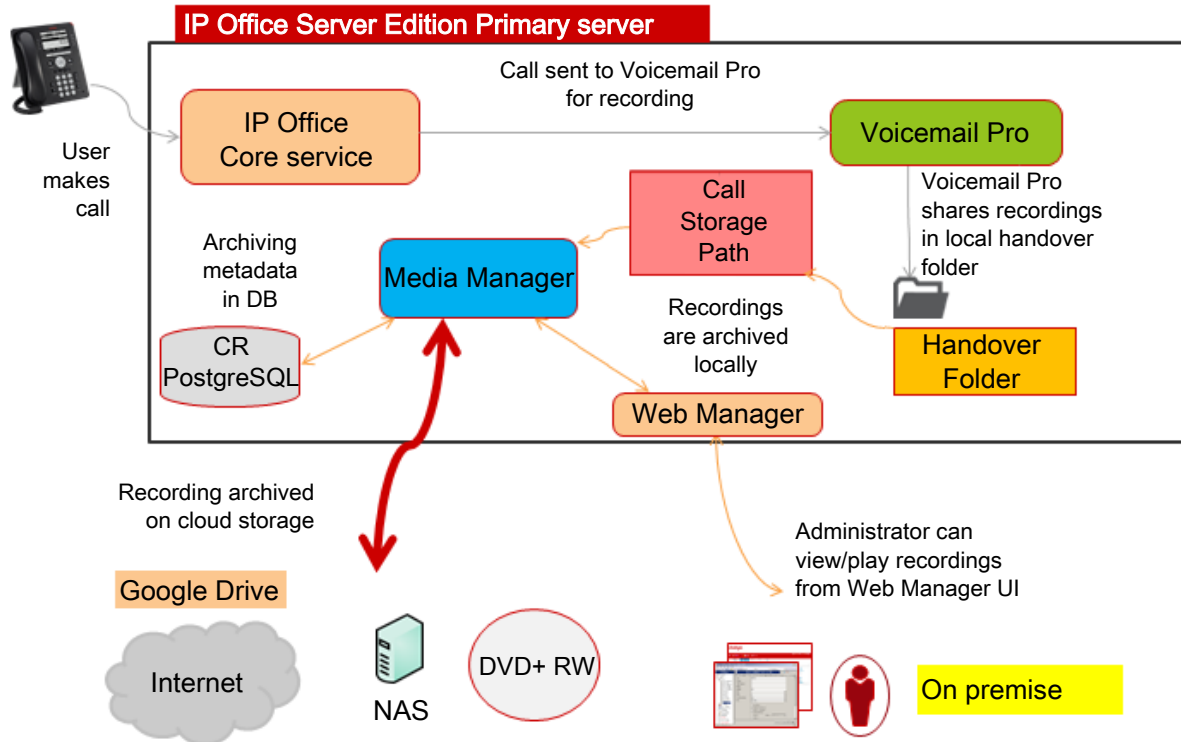 IP Office Server Edition Primary server
Call sent to Voicemail Pro
for recording
IP Office
Core service
Voicemail Pro
User
makes
call
Call
Storage
Path
Voicemail Pro
shares recordings
in local handover
folder
Archiving
metadata
in DB
Media Manager
Recordings
are archived
locally
CR
PostgreSQL
Handover
Folder
Web Manager
Recording archived
on cloud storage
Administrator can
view/play recordings
from Web Manager UI
Google Drive
Internet
NAS
DVD+ RW
On premise